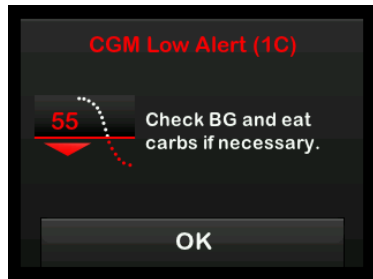 CGM Low Alert (1C)
55
Check BG and eat
carbs if necessary.
OK